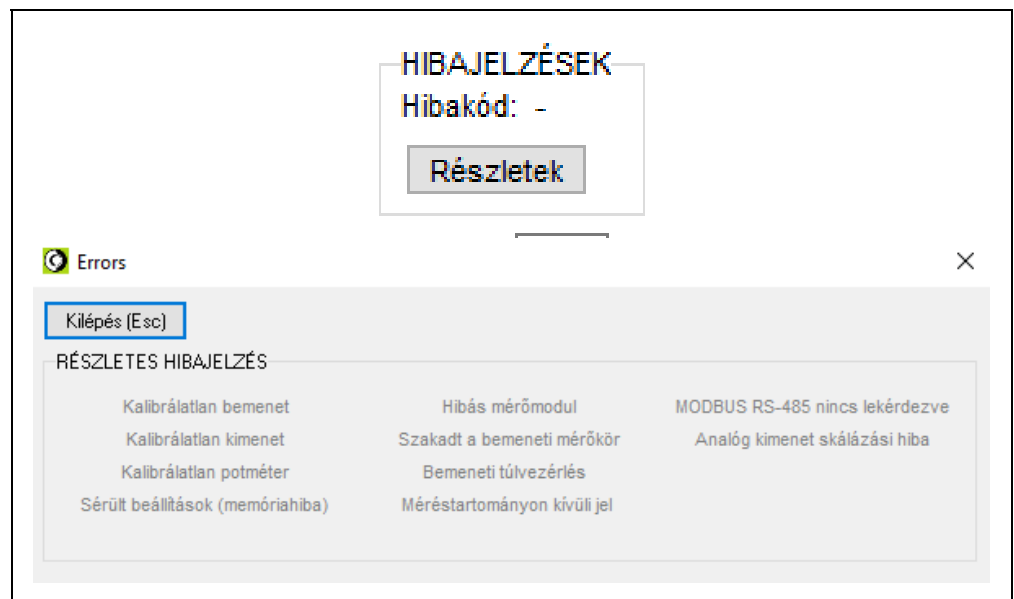 HIBAJELZÉSEK
Hibakód: -
Részletek
Errors
Kilépés (Esc)
RÉSZLETES HIBAJELZÉS
Kalibrálatlan bemenet
Kalibrálatlan kimenet
Kalibrálatlan potméter
Sérült beállítások (memóriahiba)
Hibás mérőmodul
Szakadt a bemeneti mérőkör
Bemeneti túlvezérlés
Méréstartományon kívüli jel
MODBUS RS-485 nincs lekérdezve
Analóg kimenet skálázási hiba